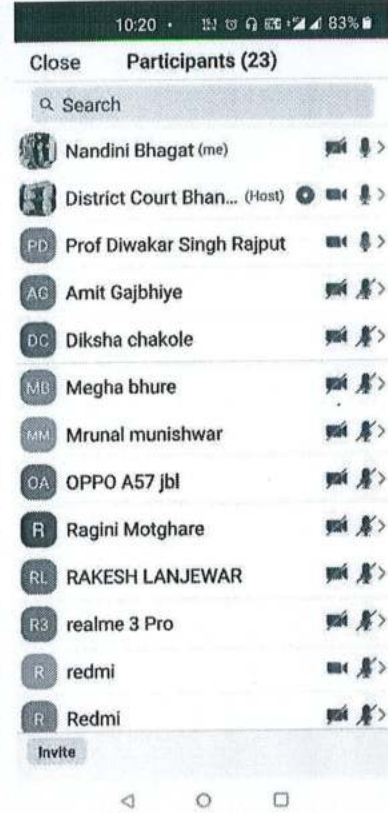 10:20 • 83%
Close Participants (23)
Search
Nandini Bhagat (me)
District Court Bhan... (Host)
PD Prof Diwakar Singh Rajput
AG Amit Gajbhiye
DC Diksha chakole
MB Megha bhure
MM Mrunal munishwar
OA OPPO A57 jbl
R Ragini Motghare
RL RAKESH LANJEWAR
R3 realme 3 Pro
R redmi
R Redmi
Invite